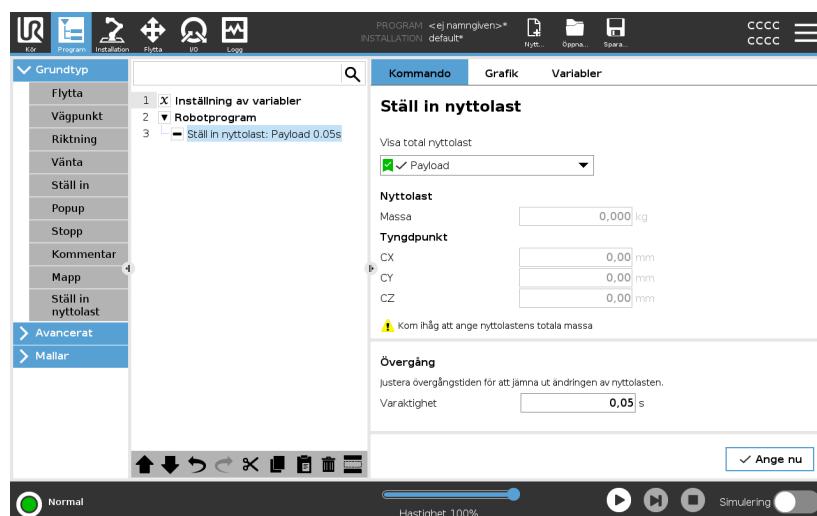 UR
PROGRAM <ej namngiven>*
INSTALLATION default*
CCCC
CCCC
Kör Program Installation Flytta I/O Logg Nytt... Öppna... Spara...
Grundtyp
Flytta
Vägpunkt
Riktning
Vänta
Ställ in
Popup
Stopp
Kommentar
Mapp
Ställ in
nyttolast
Avancerat
Mallar
1 X Inställning av variabler
2 Robotprogram
3 Ställ in nyttolast: Payload 0.05s
Kommando Grafik Variabler
Ställ in nyttolast
Visa total nyttolast
Payload
Nyttolast
Massa 0,000 kg
Tyngdpunkt
CX 0,00 mm
CY 0,00 mm
CZ 0,00 mm
Kom ihåg att ange nyttolastens totala massa
Övergång
Justera övergångstiden för att jämna ut ändringen av nyttolasten.
Varaktighet 0,05 s
Ange nu
Normal
Hastighet 100%
Simulering